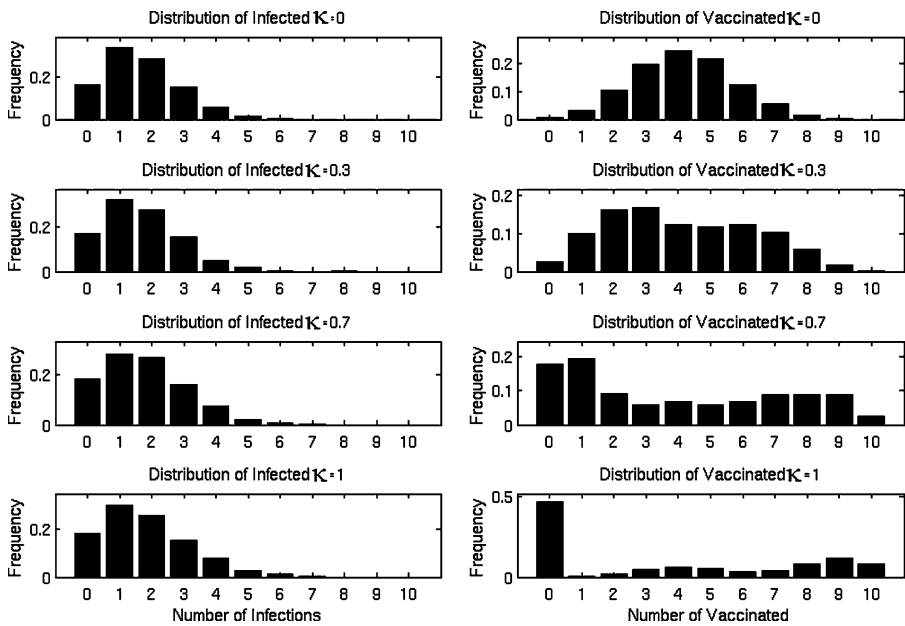 Distribution of Infected κ=0
Frequency
0.2
0
0 1 2 3 4 5 6 7 8 9 10
Distribution of Vaccinated κ=0
Frequency
0.2
0.1
0
0 1 2 3 4 5 6 7 8 9 10
Distribution of Infected κ=0.3
Frequency
0.2
0
0 1 2 3 4 5 6 7 8 9 10
Distribution of Vaccinated κ=0.3
Frequency
0.2
0.1
0
0 1 2 3 4 5 6 7 8 9 10
Distribution of Infected κ=0.7
Frequency
0.2
0
0 1 2 3 4 5 6 7 8 9 10
Distribution of Vaccinated κ=0.7
Frequency
0.2
0.1
0
0 1 2 3 4 5 6 7 8 9 10
Distribution of Infected κ=1
Frequency
0.2
0
0 1 2 3 4 5 6 7 8 9 10
Number of Infections
Distribution of Vaccinated κ=1
Frequency
0.5
0
0 1 2 3 4 5 6 7 8 9 10
Number of Vaccinated